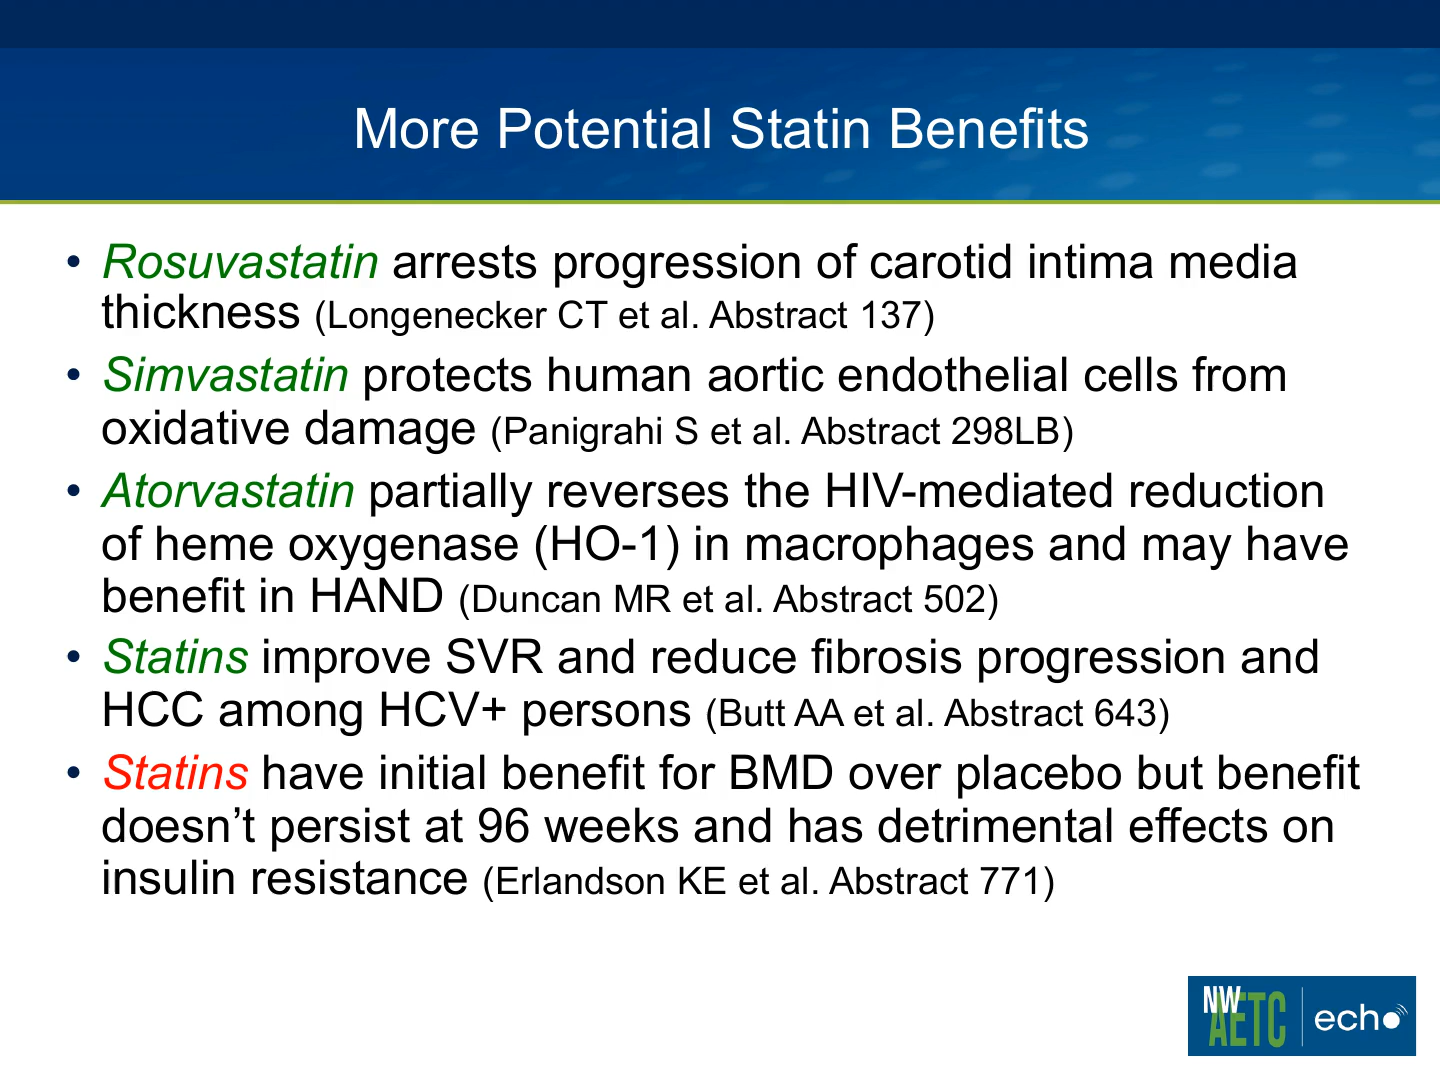 More Potential Statin Benefits
• Rosuvastatin arrests progression of carotid intima media
thickness (Longenecker CT et al. Abstract 137)
• Simvastatin protects human aortic endothelial cells from
oxidative damage (Panigrahi S et al. Abstract 298LB)
• Atorvastatin partially reverses the HIV-mediated reduction
of heme oxygenase (HO-1) in macrophages and may have
benefit in HAND (Duncan MR et al. Abstract 502)
• Statins improve SVR and reduce fibrosis progression and
HCC among HCV+ persons (Butt AA et al. Abstract 643)
• Statins have initial benefit for BMD over placebo but benefit
doesn’t persist at 96 weeks and has detrimental effects on
insulin resistance (Erlandson KE et al. Abstract 771)
NW
AETC
echo